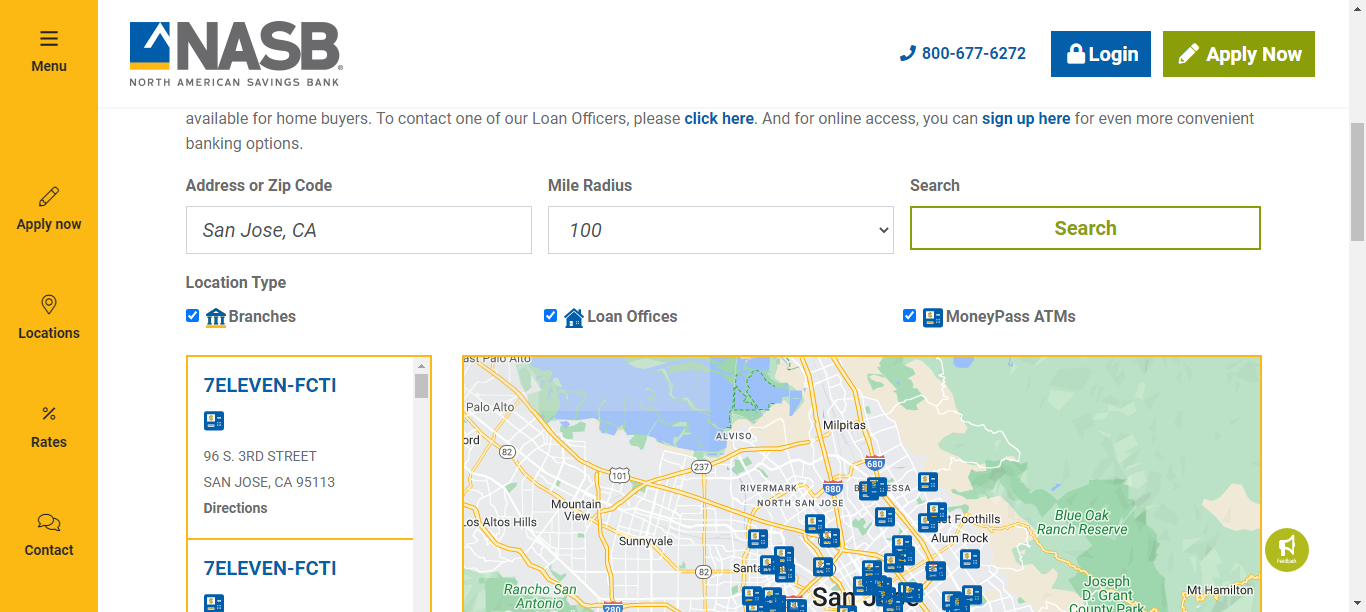 Menu
Apply now
Locations
Rates
Contact
NASB
NORTH AMERICAN SAVINGS BANK
800-677-6272
Login
Apply Now
available for home buyers. To contact one of our Loan Officers, please click here. And for online access, you can sign up here for even more convenient
banking options.
Address or Zip Code
Mile Radius
Search
San Jose, CA
100
Search
Location Type
Branches
Loan Offices
MoneyPass ATMs
7ELEVEN-FCTI
96 S. 3RD STREET
SAN JOSE, CA 95113
Directions
7ELEVEN-FCTI
East Palo Alto
Palo Alto
82
101
237
ALVISO
Milpitas
680
880
RIVERMARK
NORTH SAN JOSE
Mountain
View
Los Altos Hills
Sunnyvale
82
280
Rancho San
Antonio
East Foothills
Alum Rock
Blue Oak
Ranch Reserve
San Jose
Joseph
D. Grant
County Park
Mt Hamilton
Feedback